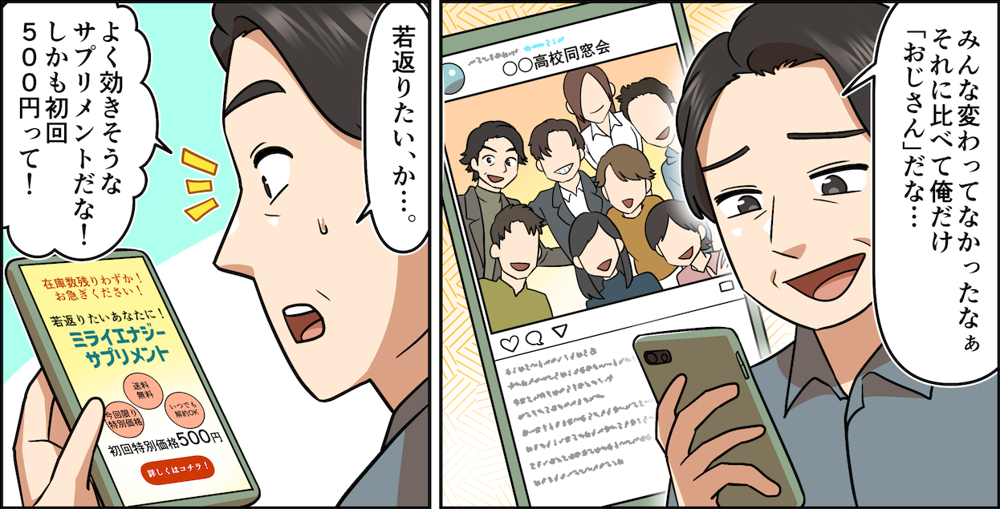 みんな変わってなかったなぁ
それに比べて俺だけ
「おじさん」だな…
○○高校同窓会
若返りたい、か…。
よく効きそうな
サプリメントだな！
しかも初回
５００円って！
在庫数残りわずか！
お急ぎください！
若返りたいあなたに！
ミライエナジー
サプリメント
送料
無料
今回限り
特別価格
いつでも
解約OK
初回特別価格500円
詳しくはコチラ！